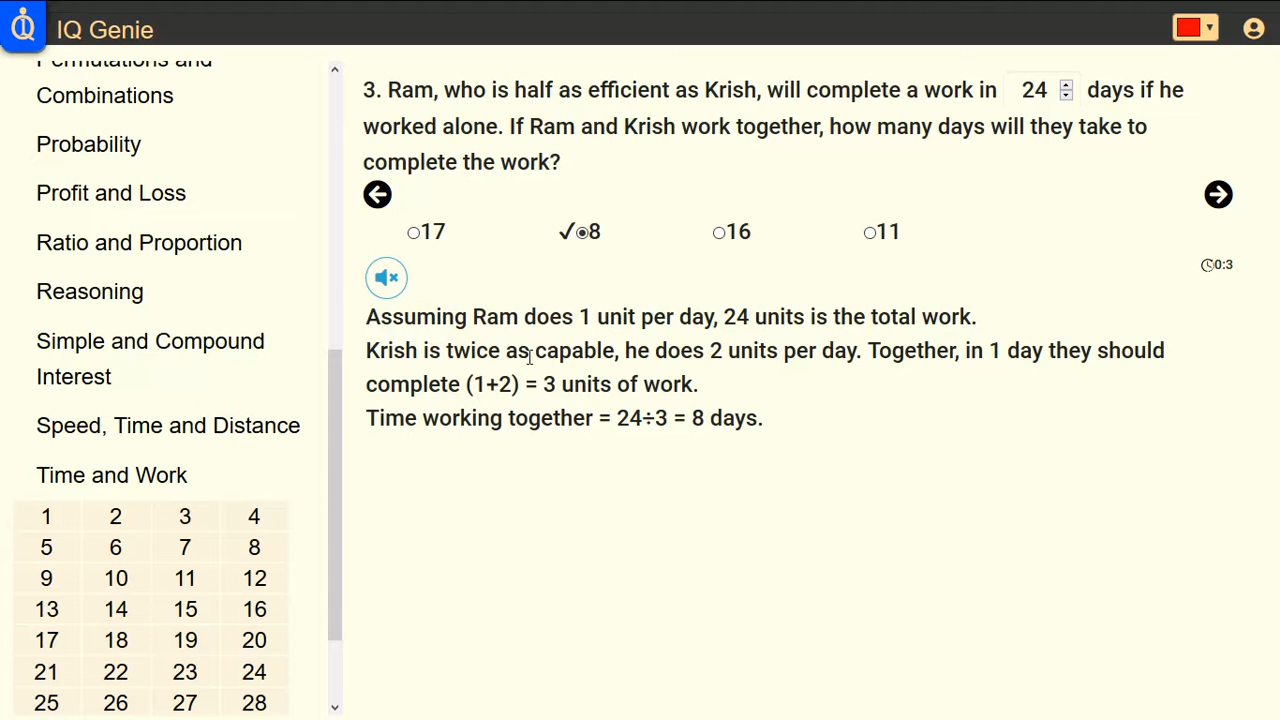 IQ Genie
Permutations and
Combinations
Probability
Profit and Loss
Ratio and Proportion
Reasoning
Simple and Compound
Interest
Speed, Time and Distance
Time and Work
1 2 3 4
5 6 7 8
9 10 11 12
13 14 15 16
17 18 19 20
21 22 23 24
25 26 27 28
3. Ram, who is half as efficient as Krish, will complete a work in 24 days if he
worked alone. If Ram and Krish work together, how many days will they take to
complete the work?
17 ✓ 8 16 11
0:3
Assuming Ram does 1 unit per day, 24 units is the total work.
Krish is twice as capable, he does 2 units per day. Together, in 1 day they should
complete (1+2) = 3 units of work.
Time working together = 24÷3 = 8 days.